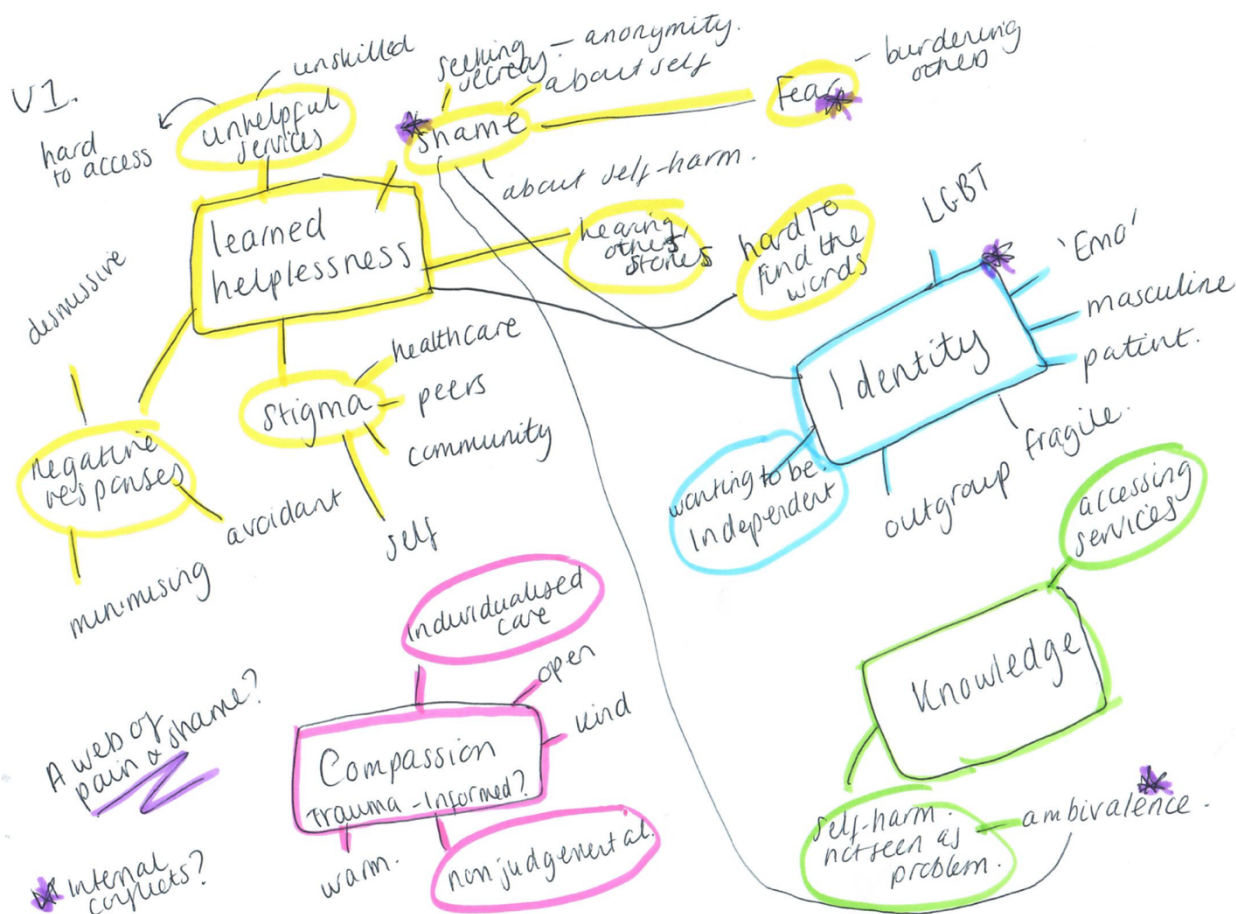 V1.
unskilled
hard
to access
unhelpful
services
seeking
secrecy - anonymity.
about self
shame
about self-harm.
Fear
- burdening
others
learned
helplessness
hearing
others'
stories
hard to
find the
words
dismissive
negative
responses
avoidant
minimising
stigma
healthcare
peers
community
self
LGBT
'Emo'
masculine
patint.
fragile.
outgroup
Identity
wanting to be
Independent
accessing
services
Knowledge
self-harm.
not seen as
problem.
- ambivalence.
individualised
care
open
kind
Compassion
Trauma-Informed?
warm.
non judgemental.
A web of
pain & shame?
Internal
conflicts?